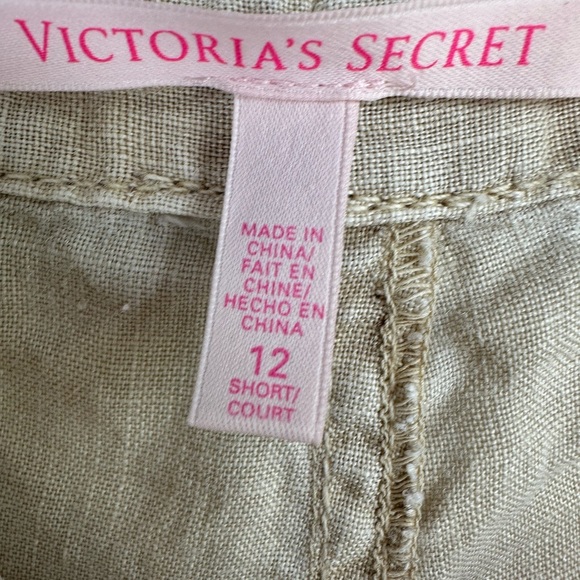 VICTORIA'S SECRET
MADE IN
CHINA/
FAIT EN
CHINE/
HECHO EN
CHINA
12
SHORT/
COURT